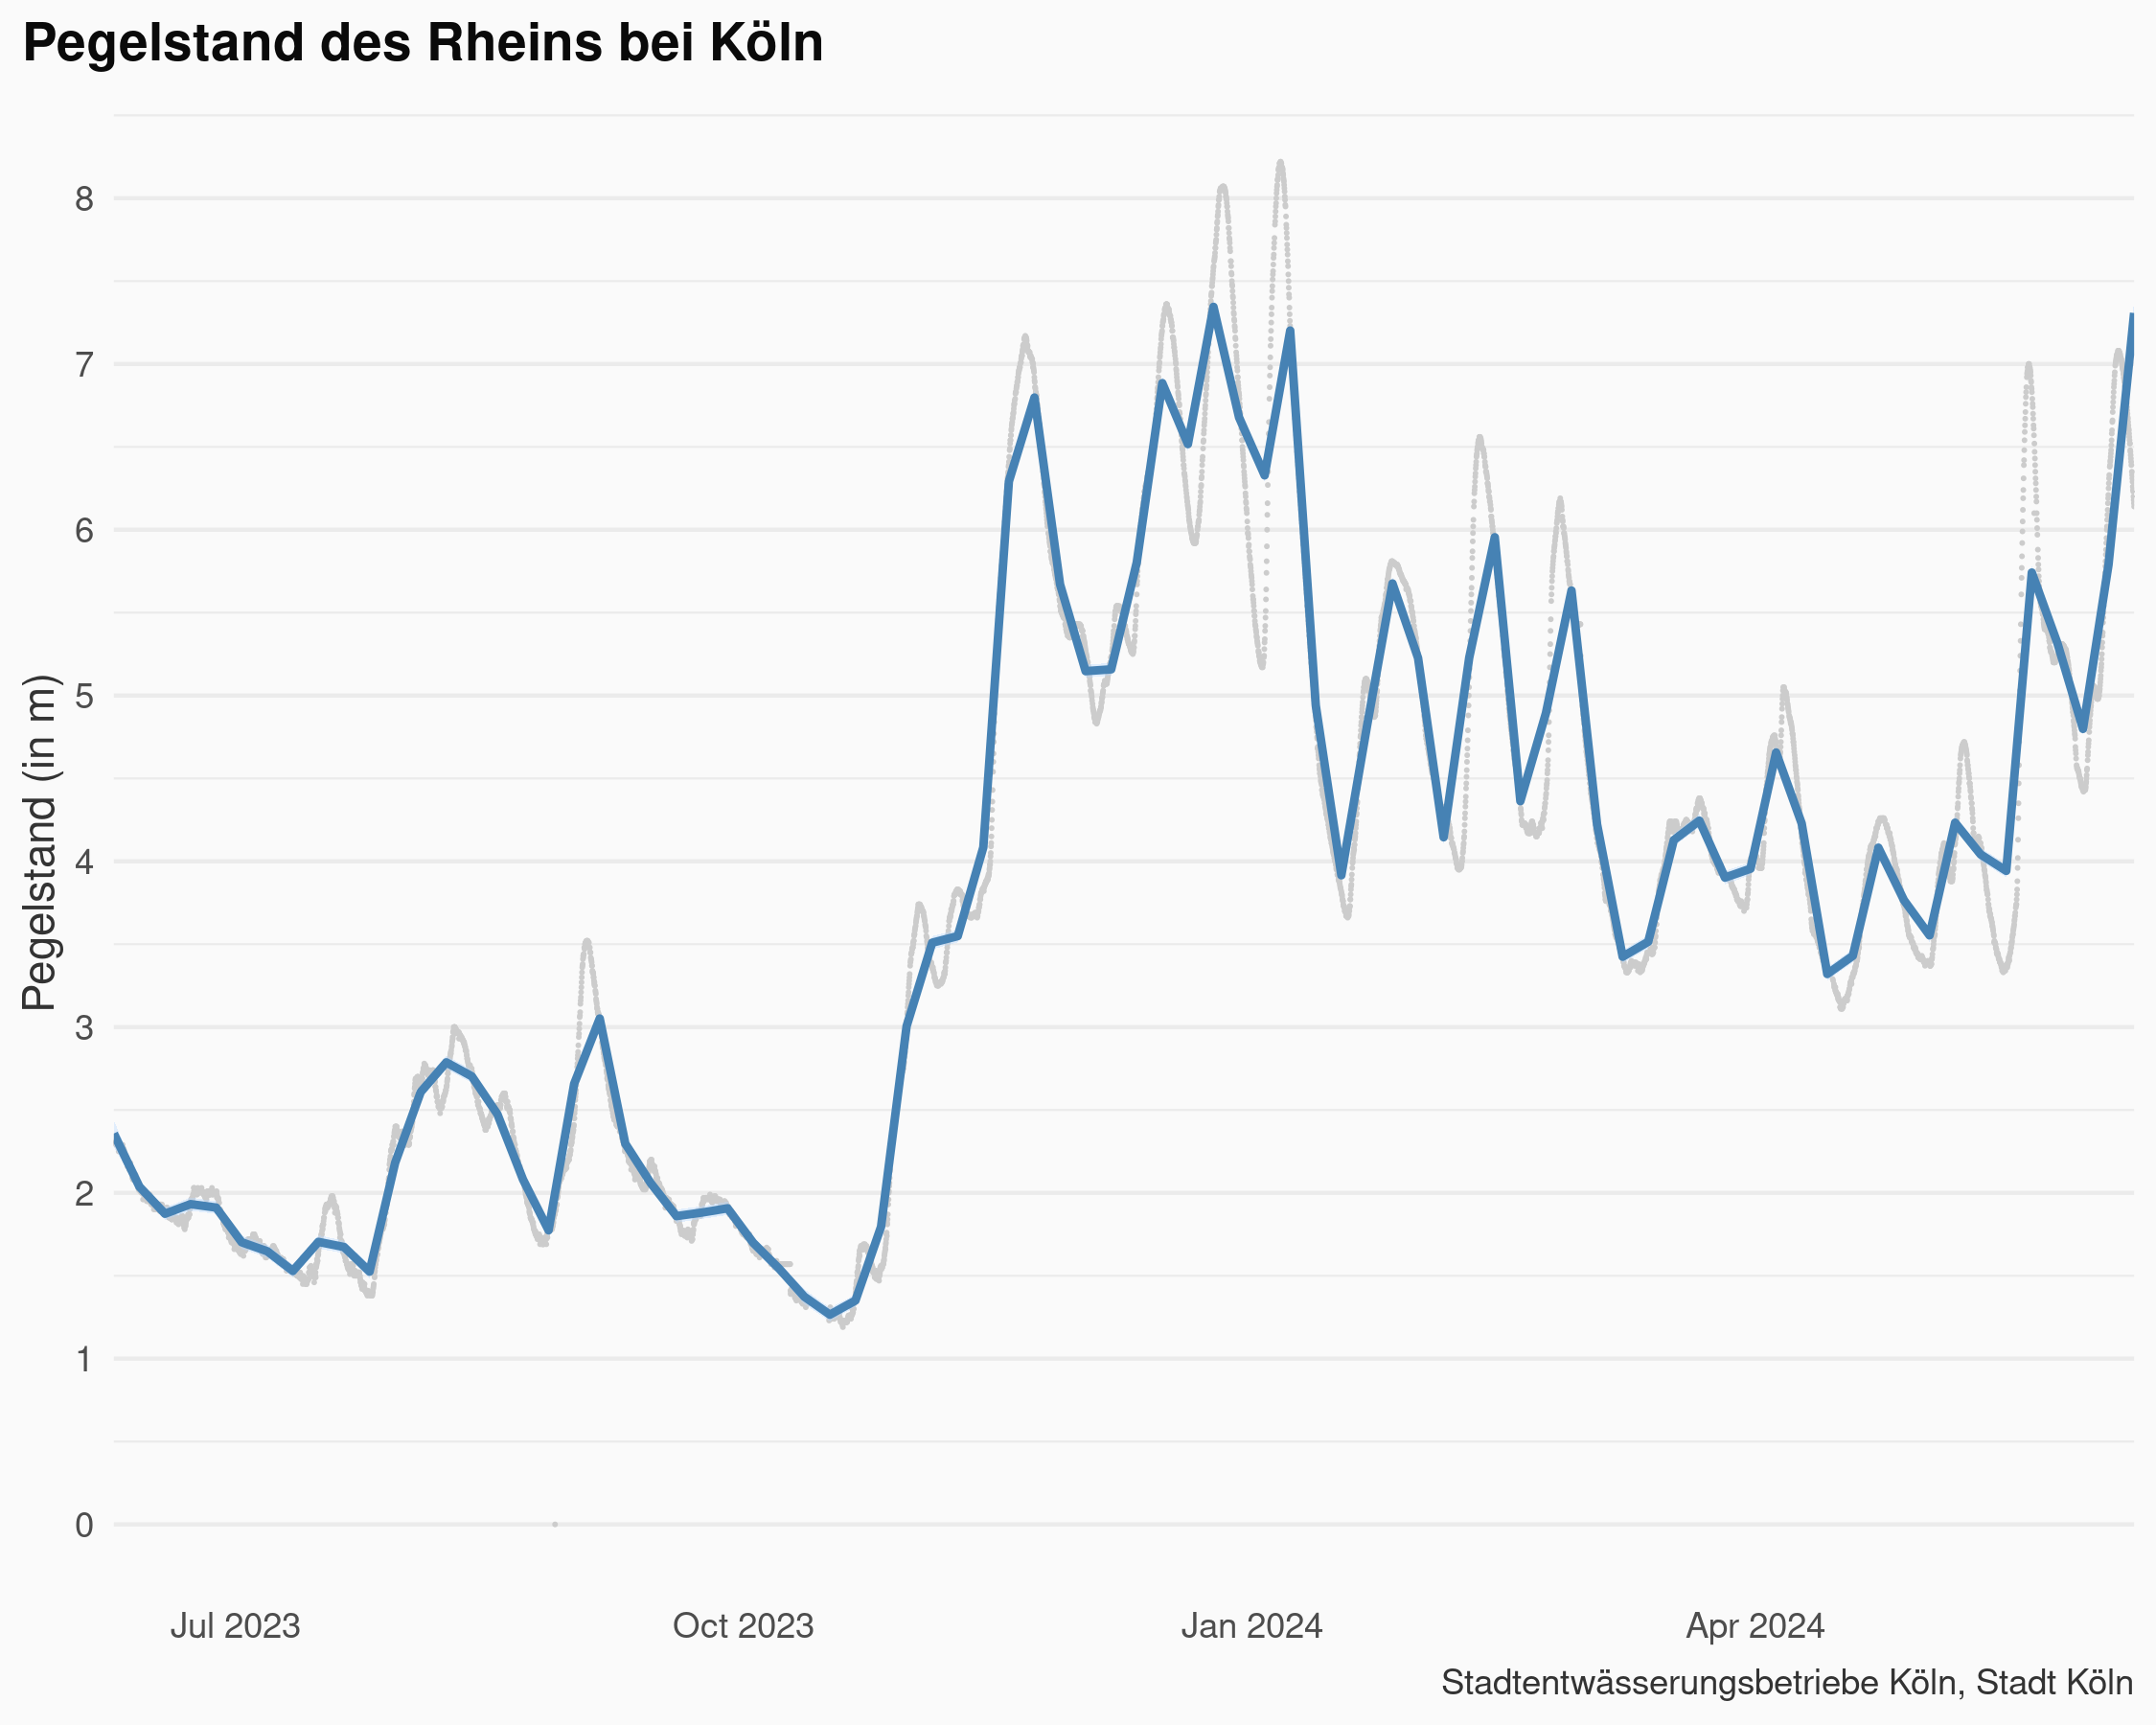 Pegelstand des Rheins bei Köln
Pegelstand (in m)
8
7
6
5
4
3
2
1
0
Jul 2023
Oct 2023
Jan 2024
Apr 2024
Stadtentwässerungsbetriebe Köln, Stadt Köln